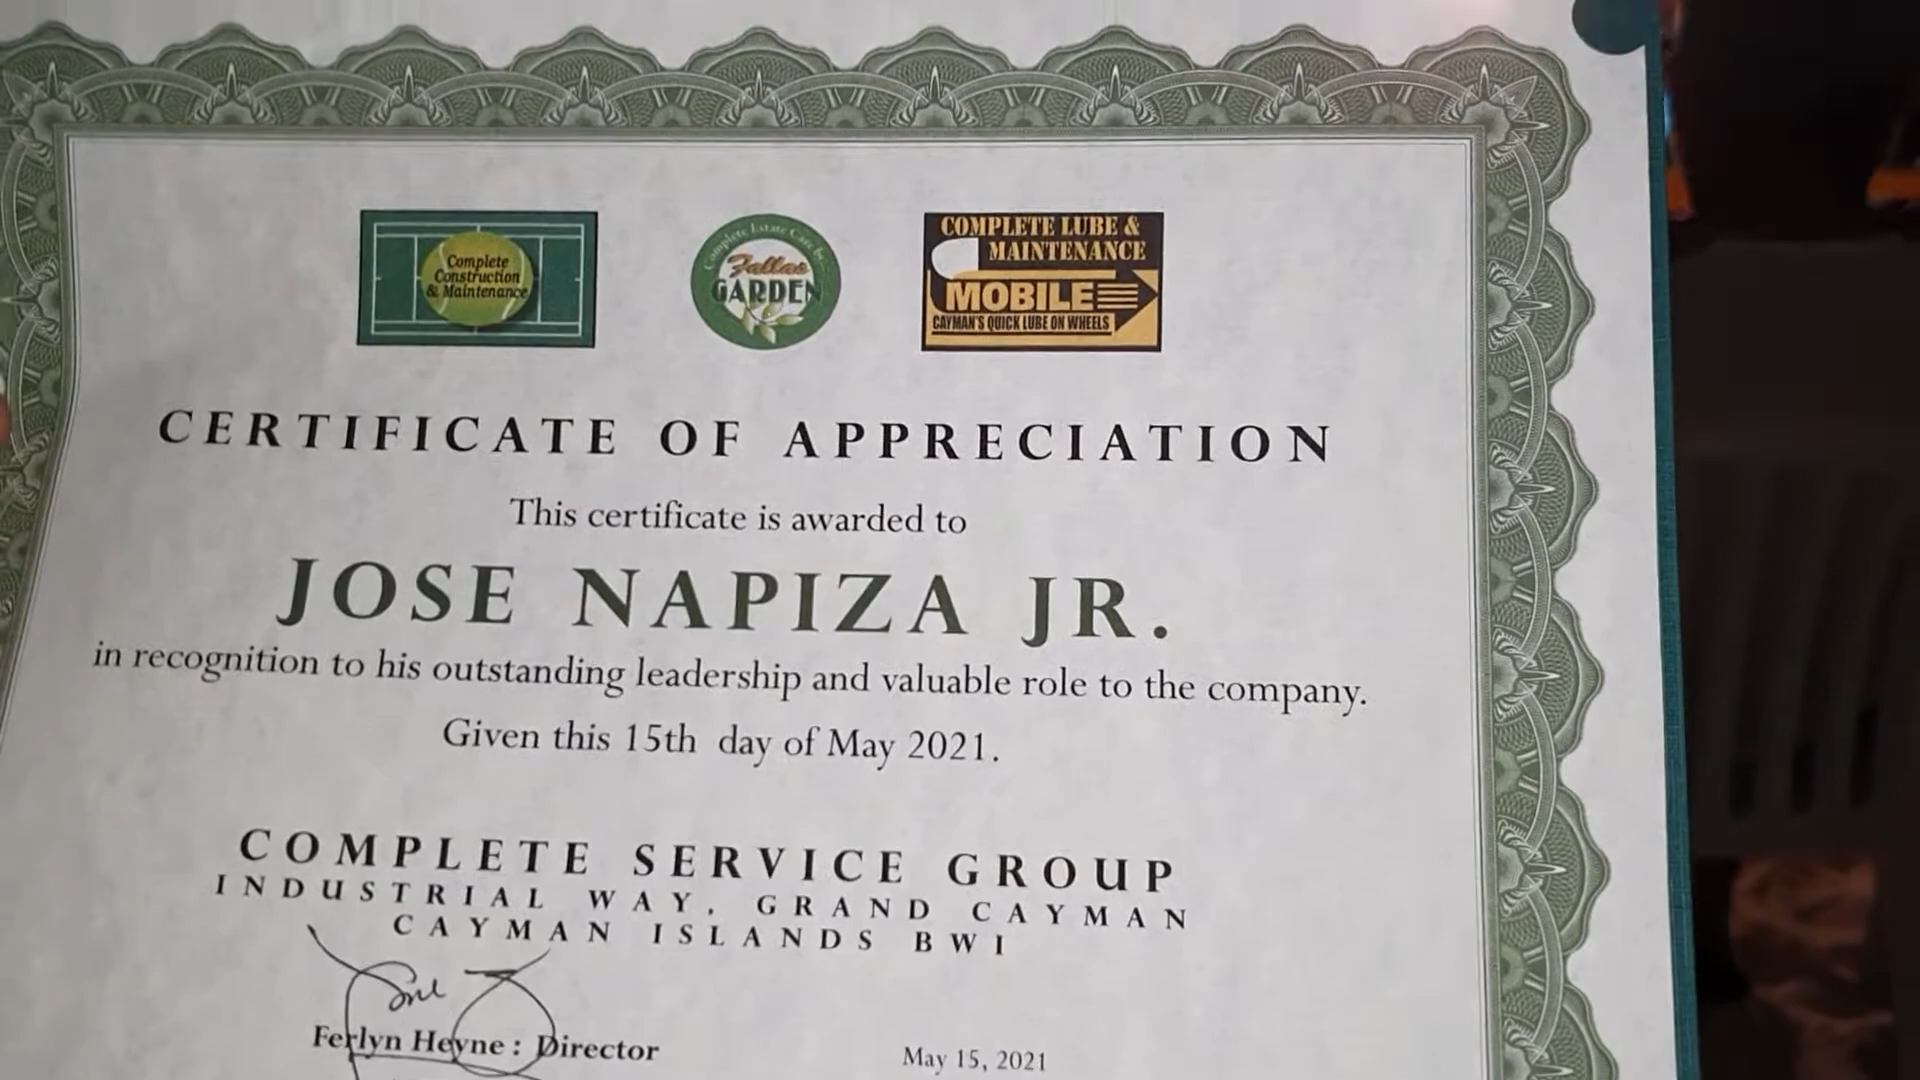 Complete
Construction
& Maintenance
Complete Estate Care by:
Fallas
GARDEN
COMPLETE LUBE &
MAINTENANCE
MOBILE
CAYMAN'S QUICK LUBE ON WHEELS
CERTIFICATE OF APPRECIATION
This certificate is awarded to
JOSE NAPIZA JR.
in recognition to his outstanding leadership and valuable role to the company.
Given this 15th day of May 2021.
COMPLETE SERVICE GROUP
INDUSTRIAL WAY, GRAND CAYMAN
CAYMAN ISLANDS BWI
Ferlyn Heyne : Director
May 15, 2021